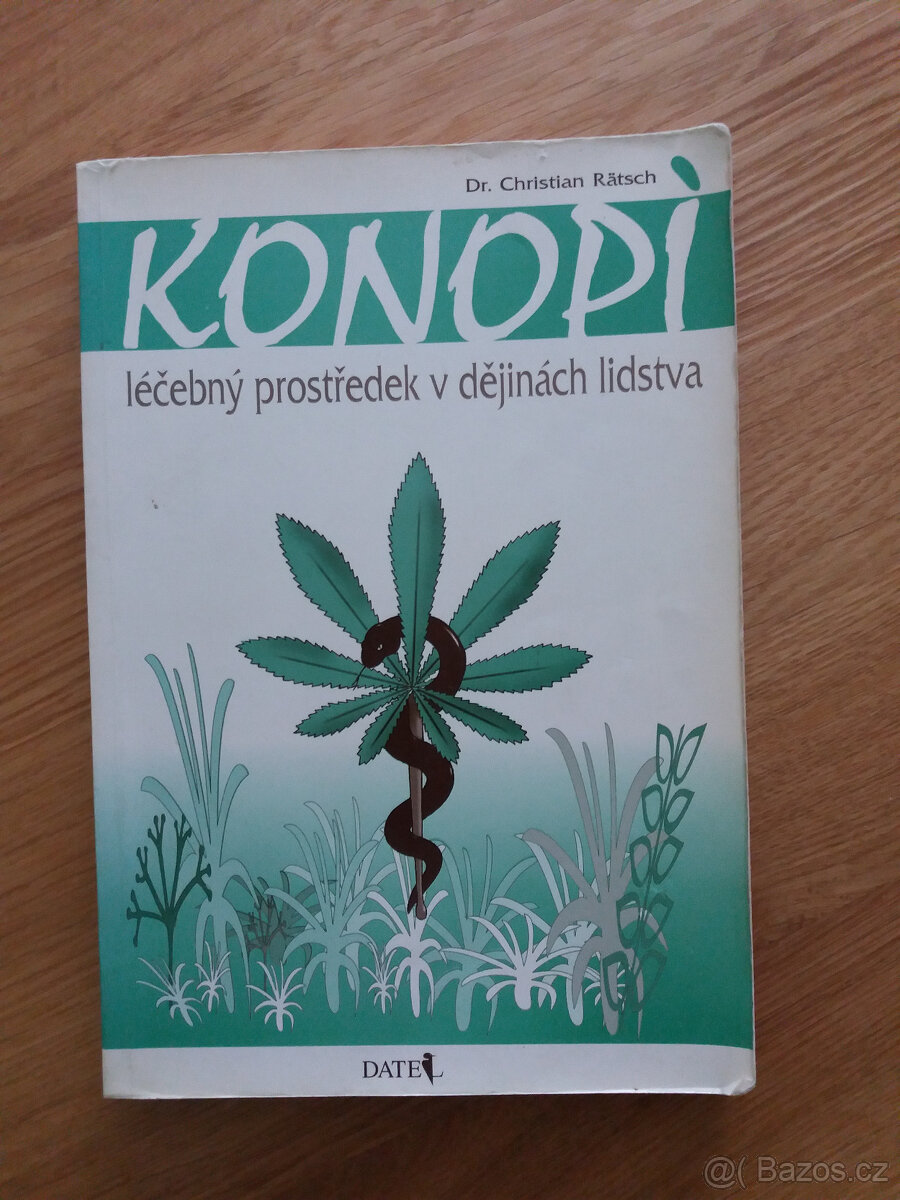 Dr. Christian Rätsch
KONOPÌ
léčebný prostředek v dějinách lidstva
DATEL
@( Bazos.cz